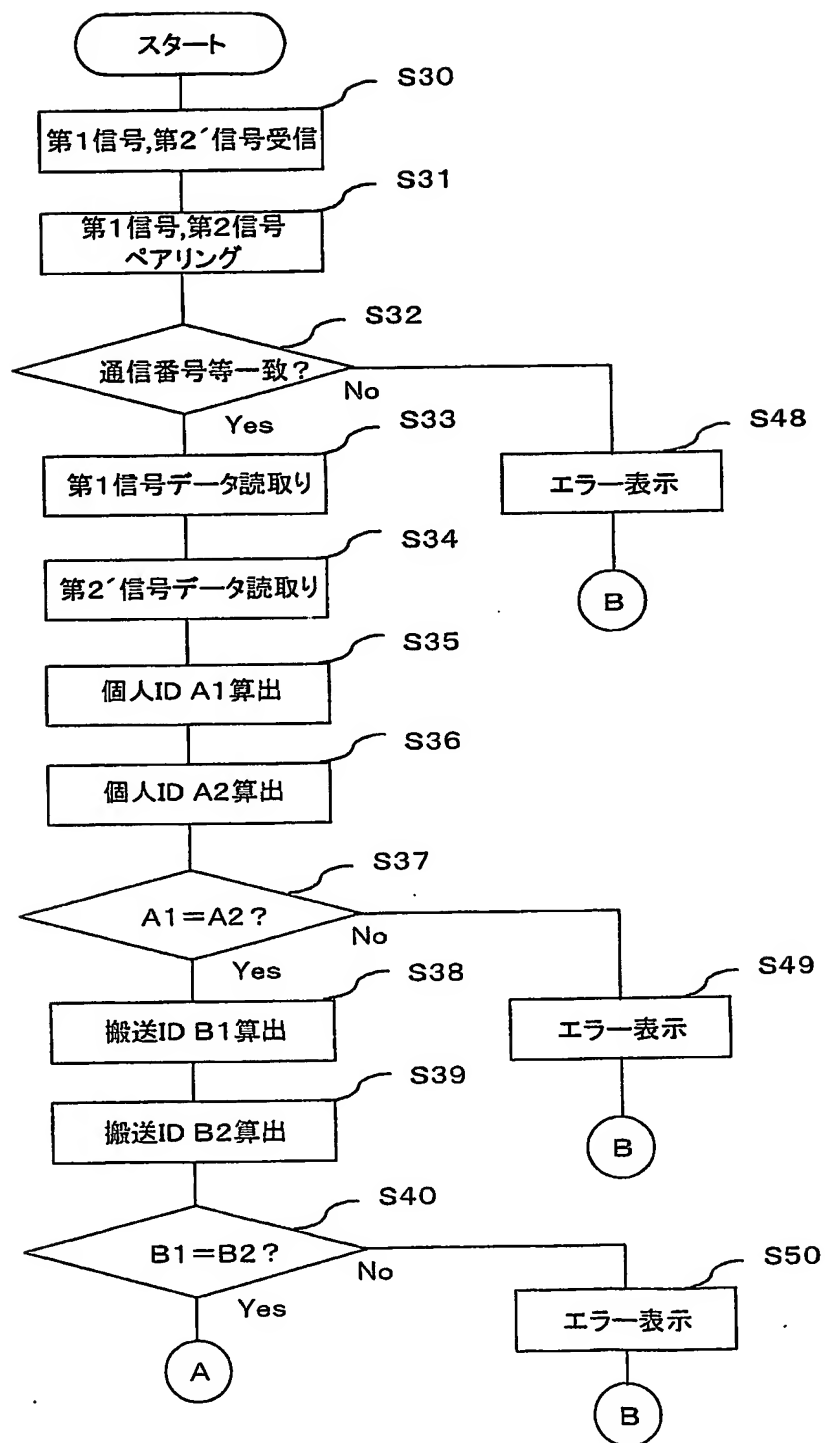 スタート
S30
第1信号,第2´信号受信
S31
第1信号,第2信号
ペアリング
S32
通信番号等一致?
No
Yes
S33
第1信号データ読取り
S48
エラー表示
B
S34
第2´信号データ読取り
S35
個人ID A1算出
S36
個人ID A2算出
S37
A1=A2?
No
Yes
S38
搬送ID B1算出
S49
エラー表示
B
S39
搬送ID B2算出
S40
B1=B2?
No
Yes
S50
エラー表示
A
B